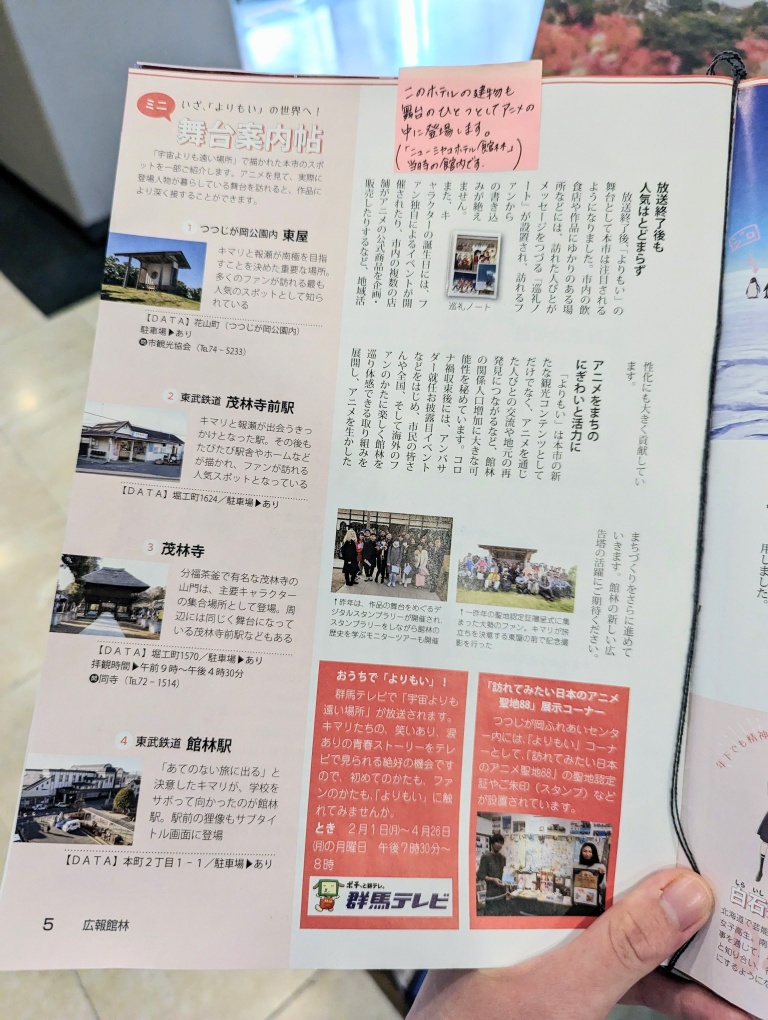 このホテルの建物も
舞台のひとつとしてアニメの
中に登場します。
(「ニューミヤコホテル館林」
当時の館内です。)
ミニ
いざ、「よりもい」の世界へ!
舞台案内帖
『宇宙よりも遠い場所』で描かれた本市のスポ
ットを一部ご紹介します。アニメを見て、実際に
登場人物が暮らしている舞台を訪れると、作品に
より深く接することができます。
1 つつじが岡公園内 東屋
キマリと報瀬が南極を目指
すことを決めた重要な場所。
多くのファンが訪れる最も
人気のスポットとして知ら
れている
【DATA】花山町(つつじが岡公園内)
駐車場▶あり
問市観光協会(℡74-5233)
2 東武鉄道 茂林寺前駅
キマリと報瀬が出会うきっ
かけとなった駅。その後も
たびたび駅舎やホームなど
が描かれ、ファンが訪れる
人気スポットとなっている
【DATA】堀工町1624/駐車場▶あり
3 茂林寺
分福茶釜で有名な茂林寺の
山門は、主要キャラクター
の集合場所として登場。周
辺には同じく舞台になって
いる茂林寺前駅などもある
【DATA】堀工町1570/駐車場▶あり
拝観時間▶午前9時~午後4時30分
問同寺(℡72-1514)
4 東武鉄道 館林駅
「あてのない旅に出る」と
決意したキマリが、学校を
サボって向かったのが館林
駅。駅前の狸像もサブタイ
トル画面に登場
【DATA】本町2丁目1-1/駐車場▶あり
5 広報館林
放送終了後も
人気はとどまらず
放送終了後、「よりもい」の
舞台として本市は注目される
ようになりました。市内の飲
食店や作品にゆかりのある場
所などには、訪れた人びとが
メッセージをつづる「巡礼ノ
ート」が設置され、訪れるフ
ァンから
の書き込
みが絶え
ません。
また、キ
ャラクターの誕生日には、フ
ァン独自によるイベントが開
催されたり、市内の複数の店
舗がアニメの公式商品を企画・
販売したりするなど、地域活
巡礼ノート
性化にも大きく貢献してい
ます。
アニメをまちの
にぎわいと活力に
「よりもい」は本市の新
たな観光コンテンツとして
だけでなく、アニメを通じ
た人びとの交流や地元の再
発見につながるなど、館林
の関係人口増加に大きな可
能性を秘めています。コロ
ナ禍収束後には、アンバサ
ダー就任お披露目イベント
などをはじめ、市民の皆さ
んや全国、そして海外のフ
ァンのかたに楽しく館林を
巡り体感できる取り組みを
展開し、アニメを生かした
まちづくりをさらに進めて
いきます。館林の新しい広
告塔の活躍にご期待ください。
↑昨年は、作品の舞台をめぐるデ
ジタルスタンプラリーが開催され
スタンプラリーをしながら館林の
歴史を学ぶモニターツアーも開催
↑一昨年の聖地認定証贈呈式に集
まった大勢のファン。キマリが旅
立ちを決意する東屋の前で記念撮
影を行った
おうちで「よりもい」!
群馬テレビで「宇宙よりも
遠い場所」が放送されます。
キマリたちの、笑いあり、涙
ありの青春ストーリーをテレ
ビで見られる絶好の機会です
ので、初めてのかたも、ファ
ンのかたも、「よりもい」に触
れてみませんか。
とき 2月1日(月)~4月26日
(月)の月曜日 午後7時30分~
8時
ポチっと群テレ。
群馬テレビ
「訪れてみたい日本のアニメ
聖地88」展示コーナー
つつじが岡ふれあいセンタ
ー内には、「よりもい」コーナ
ーとして、「訪れてみたい日本
のアニメ聖地88」の聖地認定
証やご朱印(スタンプ)など
が設置されています。
用しました。
年下でも精神
しら いし
白石
北海道で芸能
女子高生。南
事を通じて、
と知り合い、
にするように